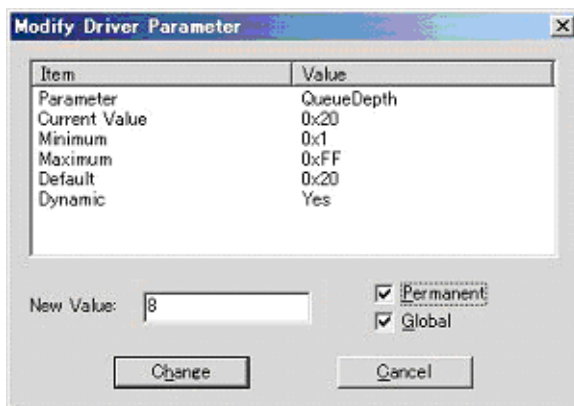 Modify Driver Parameter
Item Value
Parameter QueueDepth
Current Value 0x20
Minimum 0x1
Maximum 0xFF
Default 0x20
Dynamic Yes
New Value: 8
Permanent
Global
Change Cancel